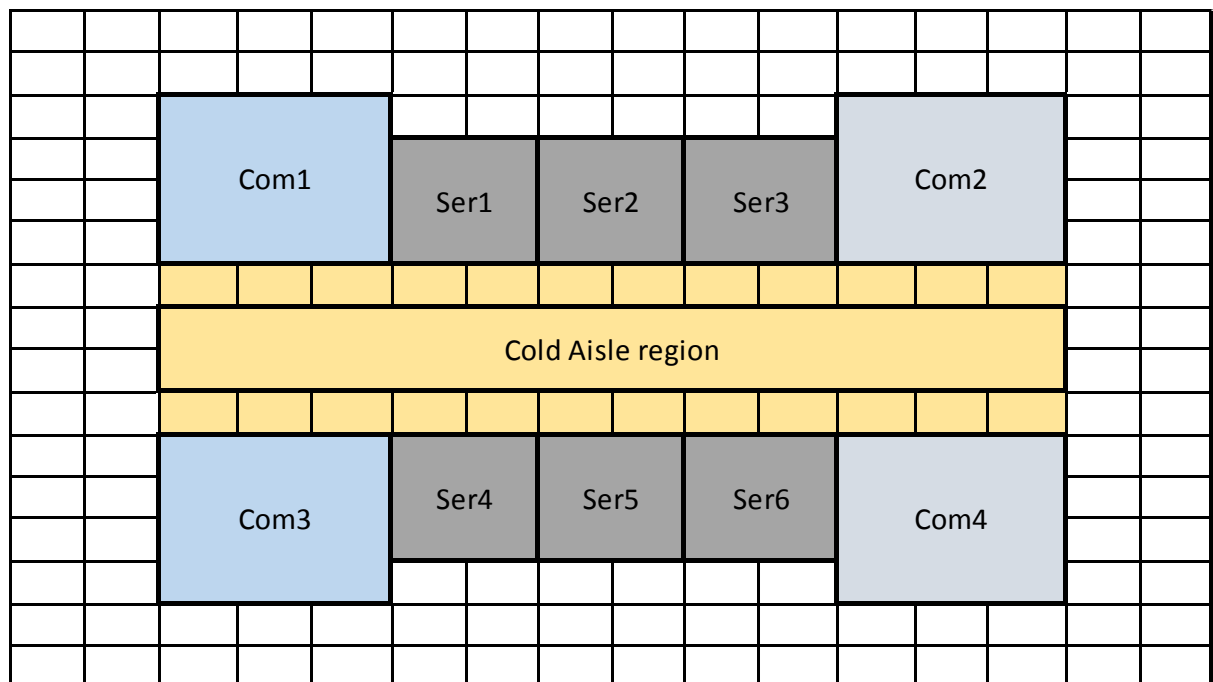 Com1
Ser1
Ser2
Ser3
Com2
Cold Aisle region
Com3
Ser4
Ser5
Ser6
Com4